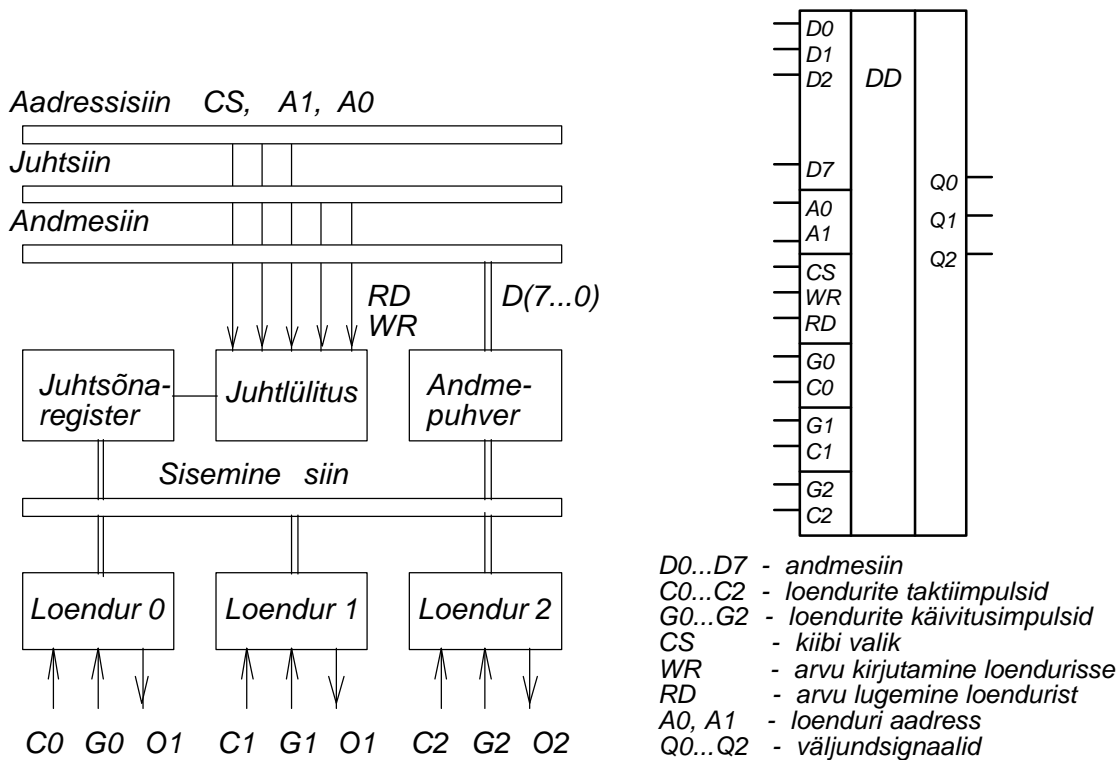 Aadressisiin CS, A1, A0
Juhtsiin
Andmesiin
RD
WR
D(7...0)
Juhtsõna-
register
Juhtlülitus
Andme-
puhver
Sisemine siin
Loendur 0
Loendur 1
Loendur 2
C0 G0 O1
C1 G1 O1
C2 G2 O2
D0
D1
D2
DD
D7
Q0
A0
Q1
A1
Q2
CS
WR
RD
G0
C0
G1
C1
G2
C2
D0...D7 - andmesiin
C0...C2 - loendurite taktiimpulsid
G0...G2 - loendurite käivitusimpulsid
CS - kiibi valik
WR - arvu kirjutamine loendurisse
RD - arvu lugemine loendurist
A0, A1 - loenduri aadress
Q0...Q2 - väljundsignaalid